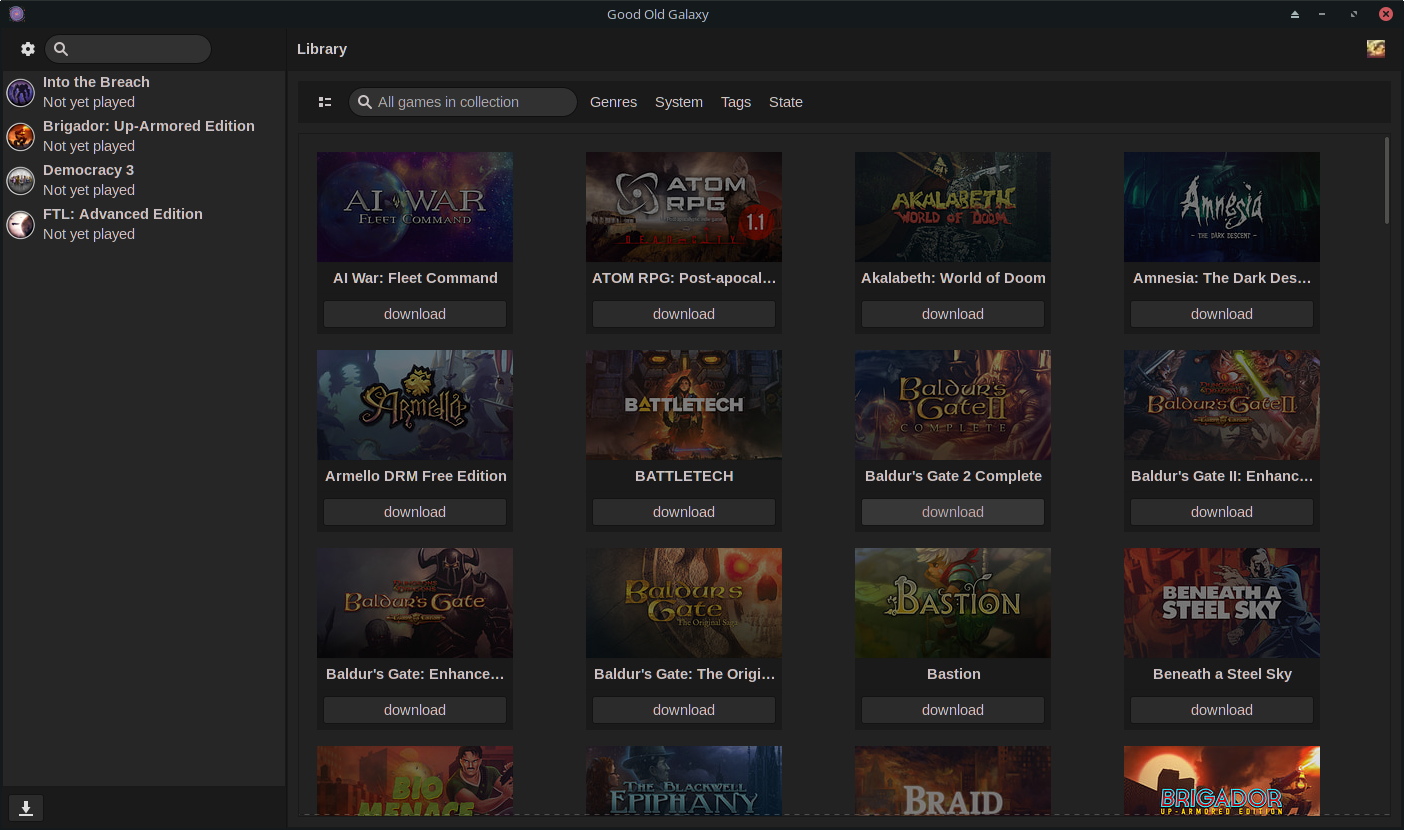 Good Old Galaxy
Library
Into the Breach
Not yet played
Brigador: Up-Armored Edition
Not yet played
Democracy 3
Not yet played
FTL: Advanced Edition
Not yet played
All games in collection
Genres System Tags State
AI WAR
FLEET COMMAND
ATOM
RPG
1.1
AKALABETH
WORLD OF DOOM
Amnesia
- THE DARK DESCENT -
AI War: Fleet Command
ATOM RPG: Post-apocal...
Akalabeth: World of Doom
Amnesia: The Dark Des...
download
download
download
download
Armello
BATTLETECH
BALDUR'S
GATE II
COMPLETE
BALDUR'S GATE II
Armello DRM Free Edition
BATTLETECH
Baldur's Gate 2 Complete
Baldur's Gate II: Enhanc...
download
download
download
download
BALDUR'S GATE
BALDUR'S
GATE
The Original Saga
BASTION
BENEATH A
STEEL SKY
Baldur's Gate: Enhance...
Baldur's Gate: The Origi...
Bastion
Beneath a Steel Sky
download
download
download
download
BIO
MENACE
THE BLACKWELL
EPIPHANY
BRAID
BRIGADOR
UP-ARMORED EDITION